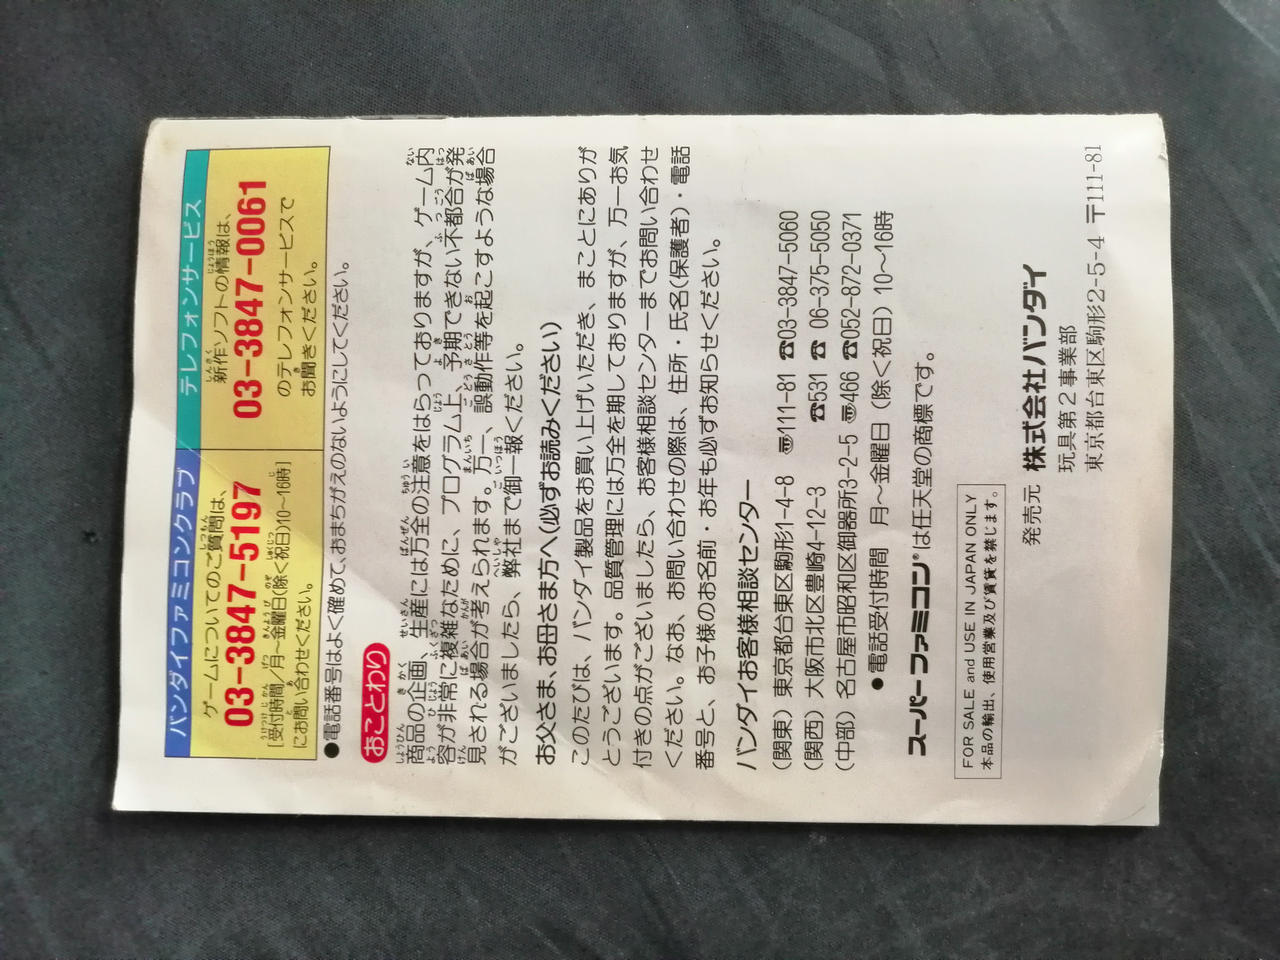 バンダイファミコンクラブ
ゲームについてのご質問は、
03-3847-5197
[受付時間/月〜金曜日(除く祝日)10〜16時]
にお問い合わせください。
テレフォンサービス
新作ソフトの情報は、
03-3847-0061
のテレフォンサービスで
お聞きください。
●電話番号はよく確めて、おまちがえのないようにしてください。
おことわり
商品の企画、生産には万全の注意をはらっておりますが、ゲーム内
容が非常に複雑なために、プログラム上、予期できない不都合が発
見される場合が考えられます。万一、誤動作等を起こすような場合
がございましたら、弊社まで御一報ください。
お父さま、お母さま方へ(必ずお読みください)
このたびは、バンダイ製品をお買い上げいただき、まことにありが
とうございます。品質管理には万全を期しておりますが、万一お気
付きの点がございましたら、お客様相談センターまでお問い合わせ
ください。なお、お問い合わせの際は、住所・氏名(保護者)・電話
番号と、お子様のお名前・お年も必ずお知らせください。
バンダイお客様相談センター
(関東) 東京都台東区駒形1-4-8 〠111-81 ☎03-3847-5060
(関西) 大阪市北区豊崎4-12-3 ☎531 ☎ 06-375-5050
(中部) 名古屋市昭和区御器所3-2-5 〠466 ☎052-872-0371
●電話受付時間 月〜金曜日(除く祝日)10〜16時
スーパーファミコン®は任天堂の商標です。
FOR SALE and USE IN JAPAN ONLY
本品の輸出、使用営業及び賃貸を禁じます。
発売元 株式会社バンダイ
玩具第2事業部
東京都台東区駒形2-5-4 〒111-81